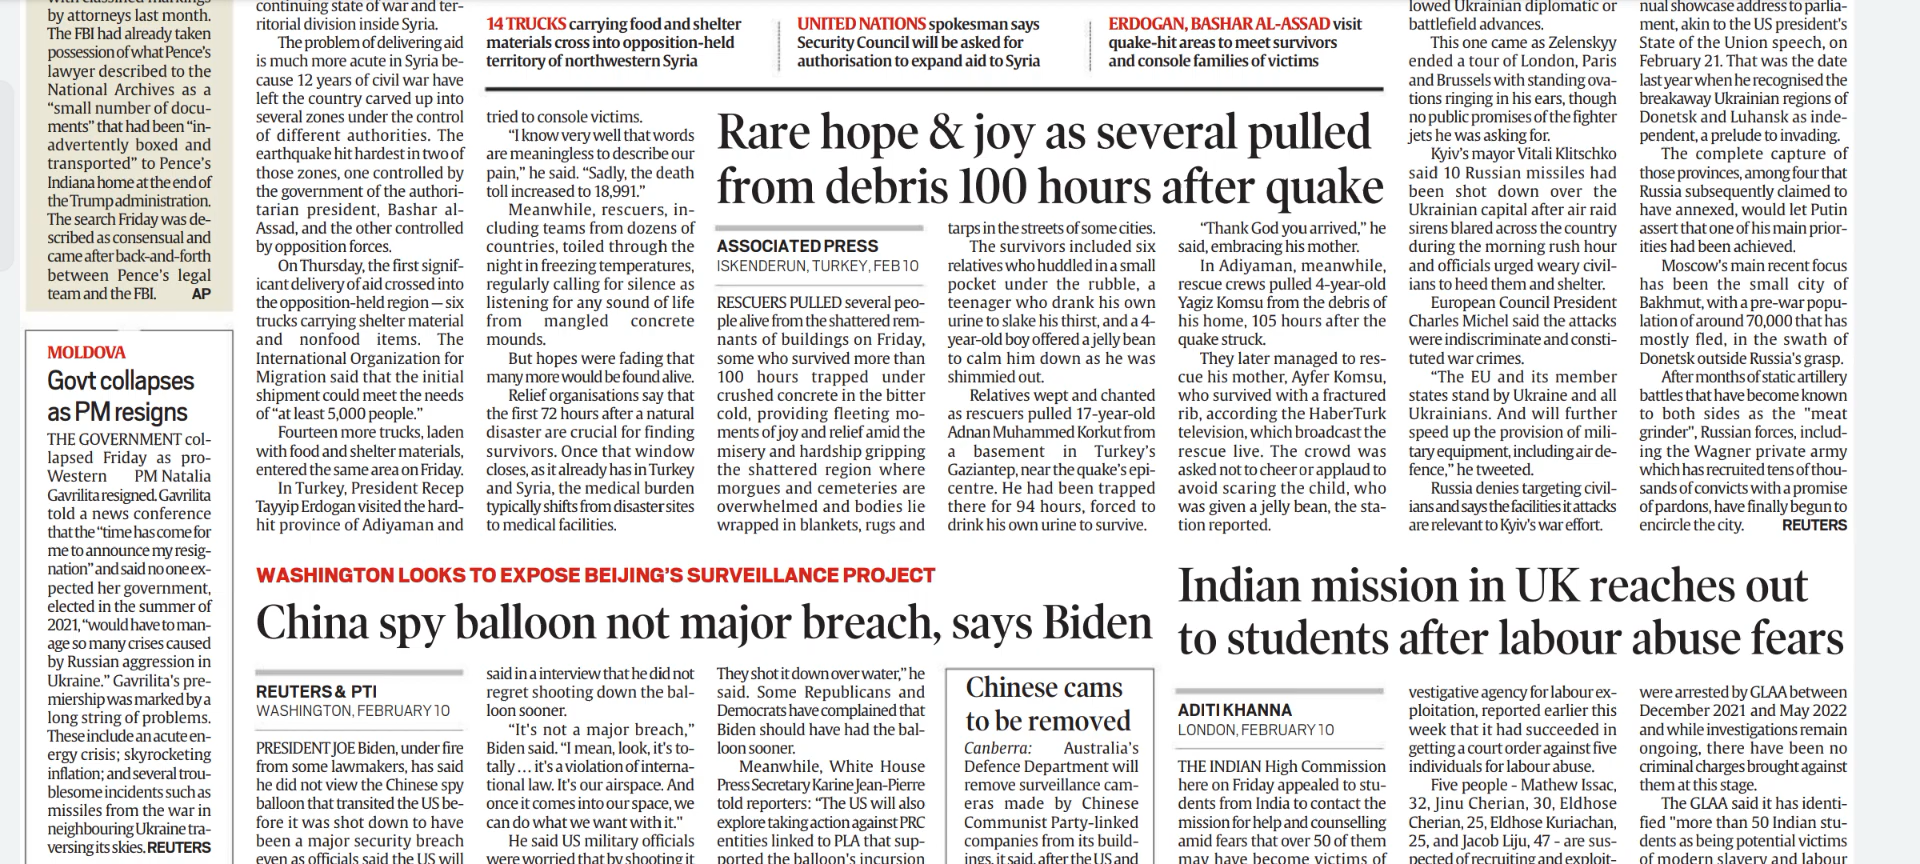 with classified markings
by attorneys last month.
The FBI had already taken
possession of what Pence's
lawyer described to the
National Archives as a
“small number of docu-
ments” that had been “in-
advertently boxed and
transported” to Pence's
Indiana home at the end of
the Trump administration.
The search Friday was de-
scribed as consensual and
came after back-and-forth
between Pence's legal
team and the FBI. AP
MOLDOVA
Govt collapses
as PM resigns
THE GOVERNMENT col-
lapsed Friday as pro-
Western PM Natalia
Gavrilita resigned. Gavrilita
told a news conference
that the “time has come for
me to announce my resig-
nation” and said no one ex-
pected her government,
elected in the summer of
2021, “would have to man-
age so many crises caused
by Russian aggression in
Ukraine.” Gavrilita's pre-
miership was marked by a
long string of problems.
These include an acute en-
ergy crisis; skyrocketing
inflation; and several trou-
blesome incidents such as
missiles from the war in
neighbouring Ukraine tra-
versing its skies. REUTERS
continuing state of war and ter-
ritorial division inside Syria.
The problem of delivering aid
is much more acute in Syria be-
cause 12 years of civil war have
left the country carved up into
several zones under the control
of different authorities. The
earthquake hit hardest in two of
those zones, one controlled by
the government of the authori-
tarian president, Bashar al-
Assad, and the other controlled
by opposition forces.
On Thursday, the first signif-
icant delivery of aid crossed into
the opposition-held region — six
trucks carrying shelter material
and nonfood items. The
International Organization for
Migration said that the initial
shipment could meet the needs
of “at least 5,000 people.”
Fourteen more trucks, laden
with food and shelter materials,
entered the same area on Friday.
In Turkey, President Recep
Tayyip Erdogan visited the hard-
hit province of Adiyaman and
14 TRUCKS carrying food and shelter
materials cross into opposition-held
territory of northwestern Syria
UNITED NATIONS spokesman says
Security Council will be asked for
authorisation to expand aid to Syria
ERDOGAN, BASHAR AL-ASSAD visit
quake-hit areas to meet survivors
and console families of victims
tried to console victims.
“I know very well that words
are meaningless to describe our
pain,” he said. “Sadly, the death
toll increased to 18,991.”
Meanwhile, rescuers, in-
cluding teams from dozens of
countries, toiled through the
night in freezing temperatures,
regularly calling for silence as
listening for any sound of life
from mangled concrete
mounds.
But hopes were fading that
many more would be found alive.
Relief organisations say that
the first 72 hours after a natural
disaster are crucial for finding
survivors. Once that window
closes, as it already has in Turkey
and Syria, the medical burden
typically shifts from disaster sites
to medical facilities.
Rare hope & joy as several pulled
from debris 100 hours after quake
ASSOCIATED PRESS
ISKENDERUN, TURKEY, FEB 10
RESCUERS PULLED several peo-
ple alive from the shattered rem-
nants of buildings on Friday,
some who survived more than
100 hours trapped under
crushed concrete in the bitter
cold, providing fleeting mo-
ments of joy and relief amid the
misery and hardship gripping
the shattered region where
morgues and cemeteries are
overwhelmed and bodies lie
wrapped in blankets, rugs and
tarps in the streets of some cities.
The survivors included six
relatives who huddled in a small
pocket under the rubble, a
teenager who drank his own
urine to slake his thirst, and a 4-
year-old boy offered a jelly bean
to calm him down as he was
shimmied out.
Relatives wept and chanted
as rescuers pulled 17-year-old
Adnan Muhammed Korkut from
a basement in Turkey's
Gaziantep, near the quake's epi-
centre. He had been trapped
there for 94 hours, forced to
drink his own urine to survive.
“Thank God you arrived,” he
said, embracing his mother.
In Adiyaman, meanwhile,
rescue crews pulled 4-year-old
Yagiz Komsu from the debris of
his home, 105 hours after the
quake struck.
They later managed to res-
cue his mother, Ayfer Komsu,
who survived with a fractured
rib, according the HaberTurk
television, which broadcast the
rescue live. The crowd was
asked not to cheer or applaud to
avoid scaring the child, who
was given a jelly bean, the sta-
tion reported.
lowed Ukrainian diplomatic or
battlefield advances.
This one came as Zelenskyy
ended a tour of London, Paris
and Brussels with standing ova-
tions ringing in his ears, though
no public promises of the fighter
jets he was asking for.
Kyiv's mayor Vitali Klitschko
said 10 Russian missiles had
been shot down over the
Ukrainian capital after air raid
sirens blared across the country
during the morning rush hour
and officials urged weary civil-
ians to heed them and shelter.
European Council President
Charles Michel said the attacks
were indiscriminate and consti-
tuted war crimes.
“The EU and its member
states stand by Ukraine and all
Ukrainians. And will further
speed up the provision of mili-
tary equipment, including air de-
fence,” he tweeted.
Russia denies targeting civil-
ians and says the facilities it attacks
are relevant to Kyiv's war effort.
nual showcase address to parlia-
ment, akin to the US president's
State of the Union speech, on
February 21. That was the date
last year when he recognised the
breakaway Ukrainian regions of
Donetsk and Luhansk as inde-
pendent, a prelude to invading.
The complete capture of
those provinces, among four that
Russia subsequently claimed to
have annexed, would let Putin
assert that one of his main prior-
ities had been achieved.
Moscow's main recent focus
has been the small city of
Bakhmut, with a pre-war popu-
lation of around 70,000 that has
mostly fled, in the swath of
Donetsk outside Russia's grasp.
After months of static artillery
battles that have become known
to both sides as the "meat
grinder", Russian forces, includ-
ing the Wagner private army
which has recruited tens of thou-
sands of convicts with a promise
of pardons, have finally begun to
encircle the city. REUTERS
WASHINGTON LOOKS TO EXPOSE BEIJING'S SURVEILLANCE PROJECT
China spy balloon not major breach, says Biden
REUTERS & PTI
WASHINGTON, FEBRUARY 10
PRESIDENT JOE Biden, under fire
from some lawmakers, has said
he did not view the Chinese spy
balloon that transited the US be-
fore it was shot down to have
been a major security breach
even as officials said the US will
said in a interview that he did not
regret shooting down the bal-
loon sooner.
"It's not a major breach,"
Biden said. "I mean, look, it's to-
tally ... it's a violation of interna-
tional law. It's our airspace. And
once it comes into our space, we
can do what we want with it."
He said US military officials
were worried that by shooting it
They shot it down over water," he
said. Some Republicans and
Democrats have complained that
Biden should have had the bal-
loon sooner.
Meanwhile, White House
Press Secretary Karine Jean-Pierre
told reporters: “The US will also
explore taking action against PRC
entities linked to PLA that sup-
ported the balloon's incursion
Chinese cams
to be removed
Canberra: Australia's
Defence Department will
remove surveillance cam-
eras made by Chinese
Communist Party-linked
companies from its build-
ings, it said, after the US and
Indian mission in UK reaches out
to students after labour abuse fears
ADITI KHANNA
LONDON, FEBRUARY 10
THE INDIAN High Commission
here on Friday appealed to stu-
dents from India to contact the
mission for help and counselling
amid fears that over 50 of them
may have become victims of
vestigative agency for labour ex-
ploitation, reported earlier this
week that it had succeeded in
getting a court order against five
individuals for labour abuse.
Five people - Mathew Issac,
32, Jinu Cherian, 30, Eldhose
Cherian, 25, Eldhose Kuriachan,
25, and Jacob Liju, 47 - are sus-
pected of recruiting and exploit-
were arrested by GLAA between
December 2021 and May 2022
and while investigations remain
ongoing, there have been no
criminal charges brought against
them at this stage.
The GLAA said it has identi-
fied "more than 50 Indian stu-
dents as being potential victims
of modern slavery and labour